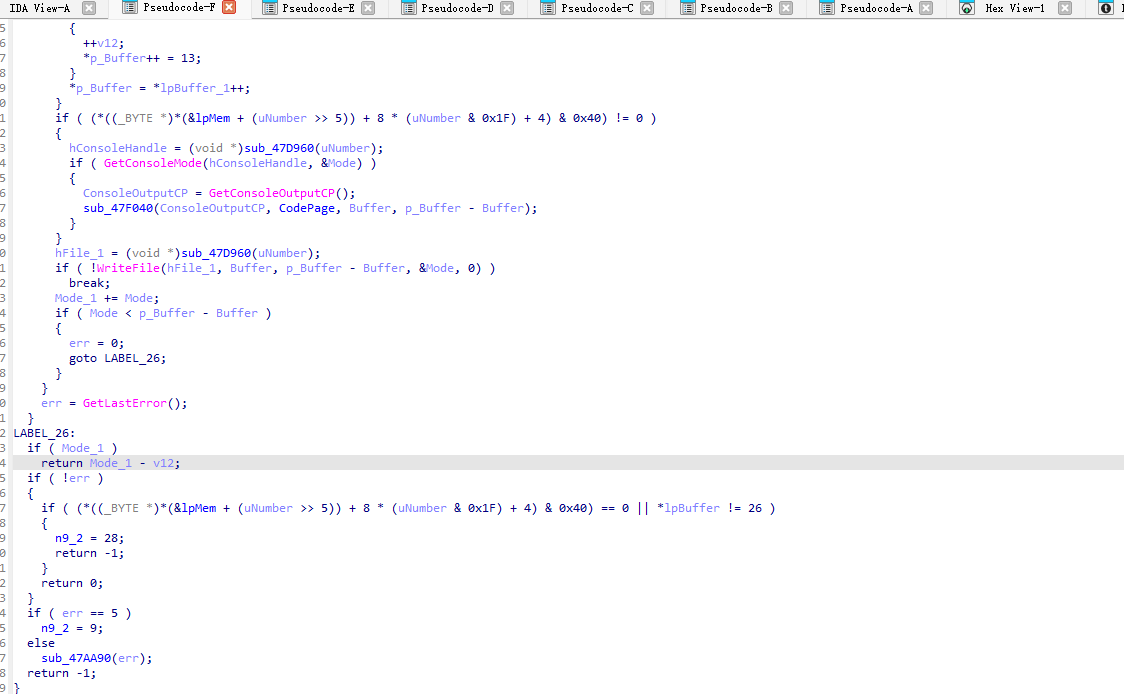 IDA View-A Pseudocode-F Pseudocode-E Pseudocode-D Pseudocode-C Pseudocode-B Pseudocode-A Hex View-1
5 {
6 ++v12;
7 *p_Buffer++ = 13;
8 }
9 *p_Buffer = *lpBuffer_1++;
0 }
1 if ( (*((_BYTE *)*(&lpMem + (uNumber >> 5)) + 8 * (uNumber & 0x1F) + 4) & 0x40) != 0 )
2 {
3 hConsoleHandle = (void *)sub_47D960(uNumber);
4 if ( GetConsoleMode(hConsoleHandle, &Mode) )
5 {
6 ConsoleOutputCP = GetConsoleOutputCP();
7 sub_47F040(ConsoleOutputCP, CodePage, Buffer, p_Buffer - Buffer);
8 }
9 }
0 hFile_1 = (void *)sub_47D960(uNumber);
1 if ( !WriteFile(hFile_1, Buffer, p_Buffer - Buffer, &Mode, 0) )
2 break;
3 Mode_1 += Mode;
4 if ( Mode < p_Buffer - Buffer )
5 {
6 err = 0;
7 goto LABEL_26;
8 }
9 }
0 err = GetLastError();
1 }
2 LABEL_26:
3 if ( Mode_1 )
4 return Mode_1 - v12;
5 if ( !err )
6 {
7 if ( (*((_BYTE *)*(&lpMem + (uNumber >> 5)) + 8 * (uNumber & 0x1F) + 4) & 0x40) == 0 || *lpBuffer != 26 )
8 {
9 n9_2 = 28;
0 return -1;
1 }
2 return 0;
3 }
4 if ( err == 5 )
5 n9_2 = 9;
6 else
7 sub_47AA90(err);
8 return -1;
9 }